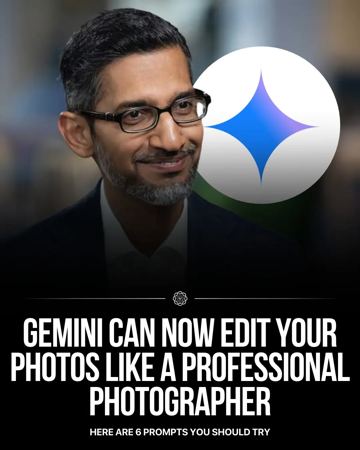 GEMINI CAN NOW EDIT YOUR
PHOTOS LIKE A PROFESSIONAL
PHOTOGRAPHER
HERE ARE 6 PROMPTS YOU SHOULD TRY